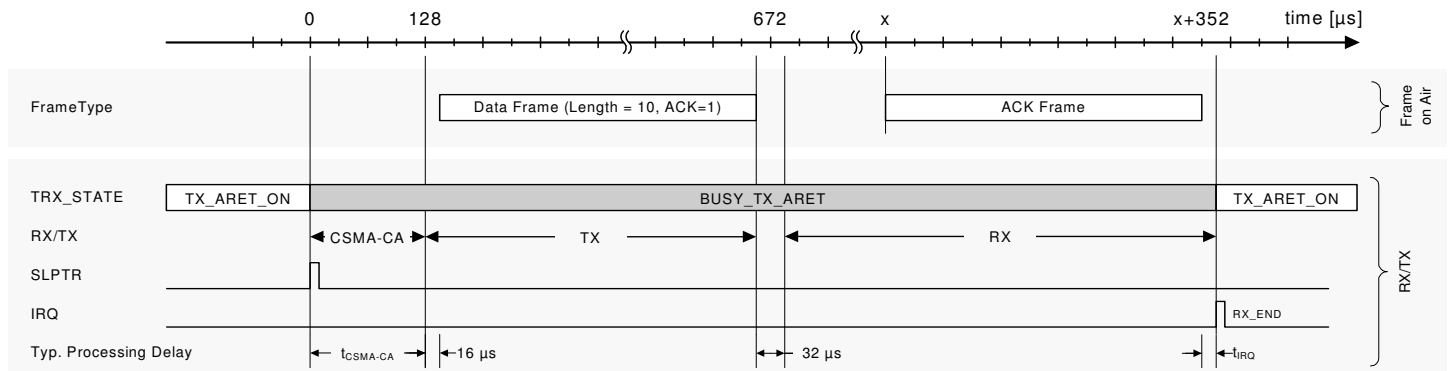 0 128 672 x x+352 time [µs]
FrameType Data Frame (Length = 10, ACK=1) ACK Frame
Frame
on Air
TRX_STATE TX_ARET_ON BUSY_TX_ARET TX_ARET_ON
RX/TX CSMA-CA TX RX
SLPTR
RX/TX
IRQ RX_END
Typ. Processing Delay tCSMA-CA 16 µs 32 µs tIRQ